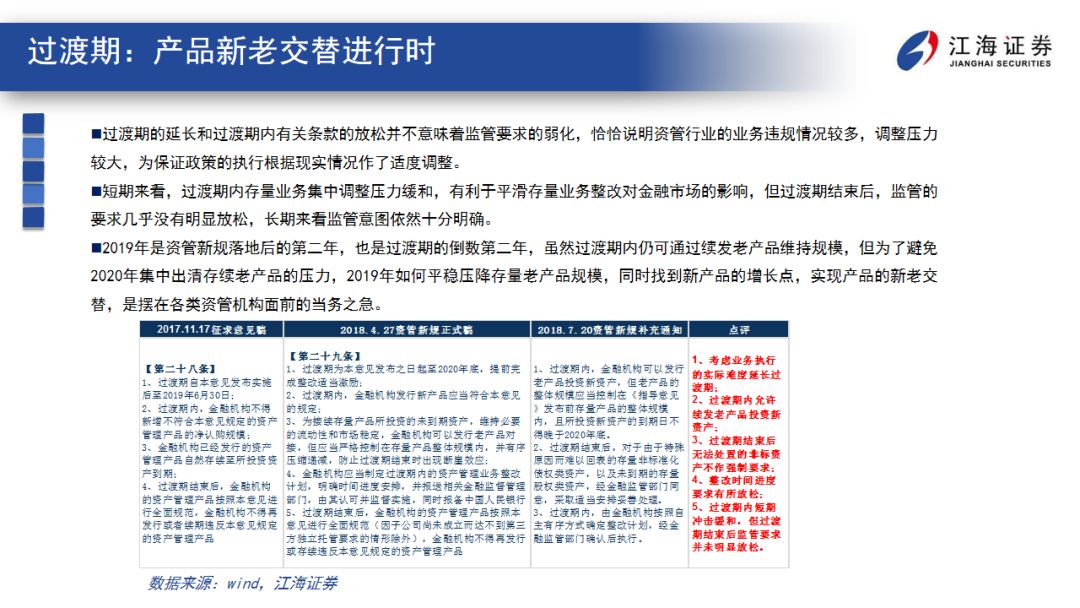 过渡期：产品新老交替进行时
江海证券
JIANGHAI SECURITIES
■过渡期的延长和过渡期内有关条款的放松并不意味着监管要求的弱化，恰恰说明资管行业的业务违规情况较多，调整压力
较大，为保证政策的执行根据现实情况作了适度调整。
■短期来看，过渡期内存量业务集中调整压力缓和，有利于平滑存量业务整改对金融市场的影响，但过渡期结束后，监管的
要求几乎没有明显放松，长期来看监管意图依然十分明确。
■2019年是资管新规落地后的第二年，也是过渡期的倒数第二年，虽然过渡期内仍可通过续发老产品维持规模，但为了避免
2020年集中出清存续老产品的压力，2019年如何平稳压降存量老产品规模，同时找到新产品的增长点，实现产品的新老交
替，是摆在各类资管机构面前的当务之急。
2017.11.17征求意见稿
【第二十八条】
1、过渡期自本意见发布实施
后至2019年6月30日；
2、过渡期内，金融机构不得
新增不符合本意见规定的资产
管理产品的净认购规模；
3、金融机构已经发行的资产
管理产品自然存续至所投资资
产到期；
4、过渡期结束后，金融机构
的资产管理产品按照本意见进
行全面规范，金融机构不得再
发行或者续期违反本意见规定
的资产管理产品
2018.4.27资管新规正式稿
【第二十九条】
1、过渡期为本意见发布之日起至2020年底，提前完
成整改适当激励；
2、过渡期内，金融机构发行新产品应当符合本意见
的规定；
3、为接续存量产品所投资的未到期资产，维持必要
的流动性和市场稳定，金融机构可以发行老产品对
接，但应当严格控制在存量产品整体规模内，并有序
压缩递减，防止过渡期结束时出现断崖效应；
4、金融机构应当制定过渡期内的资产管理业务整改
计划，明确时间进度安排，并报送相关金融监督管理
部门，由其认可并监督实施，同时报备中国人民银行
5、过渡期结束后，金融机构的资产管理产品按照本
意见进行全面规范（因子公司尚未成立而达不到第三
方独立托管要求的情形除外），金融机构不得再发行
或存续违反本意见规定的资产管理产品
2018.7.20资管新规补充通知
1、过渡期内，金融机构可以发行
老产品投资新资产，但老产品的
整体规模应当控制在《指导意见
》发布前存量产品的整体规模
内，且所投资新资产的到期日不
得晚于2020年底。
2、过渡期结束后，对于由于特殊
原因而难以回表的存量非标准化
债权类资产，以及未到期的存量
股权类资产，经金融监管部门同
意，采取适当安排妥善处理。
3、过渡期内，由金融机构按照自
主有序方式确定整改计划，经金
融监管部门确认后执行。
点评
1、考虑业务执行
的实际难度延长过
渡期；
2、过渡期内允许
续发老产品投资新
资产；
3、过渡期结束后
无法处置的非标资
产不作强制要求；
4、整改时间进度
要求有所放松；
5、过渡期内短期
冲击缓和，但过渡
期结束后监管要求
并未明显放松。
数据来源：wind，江海证券